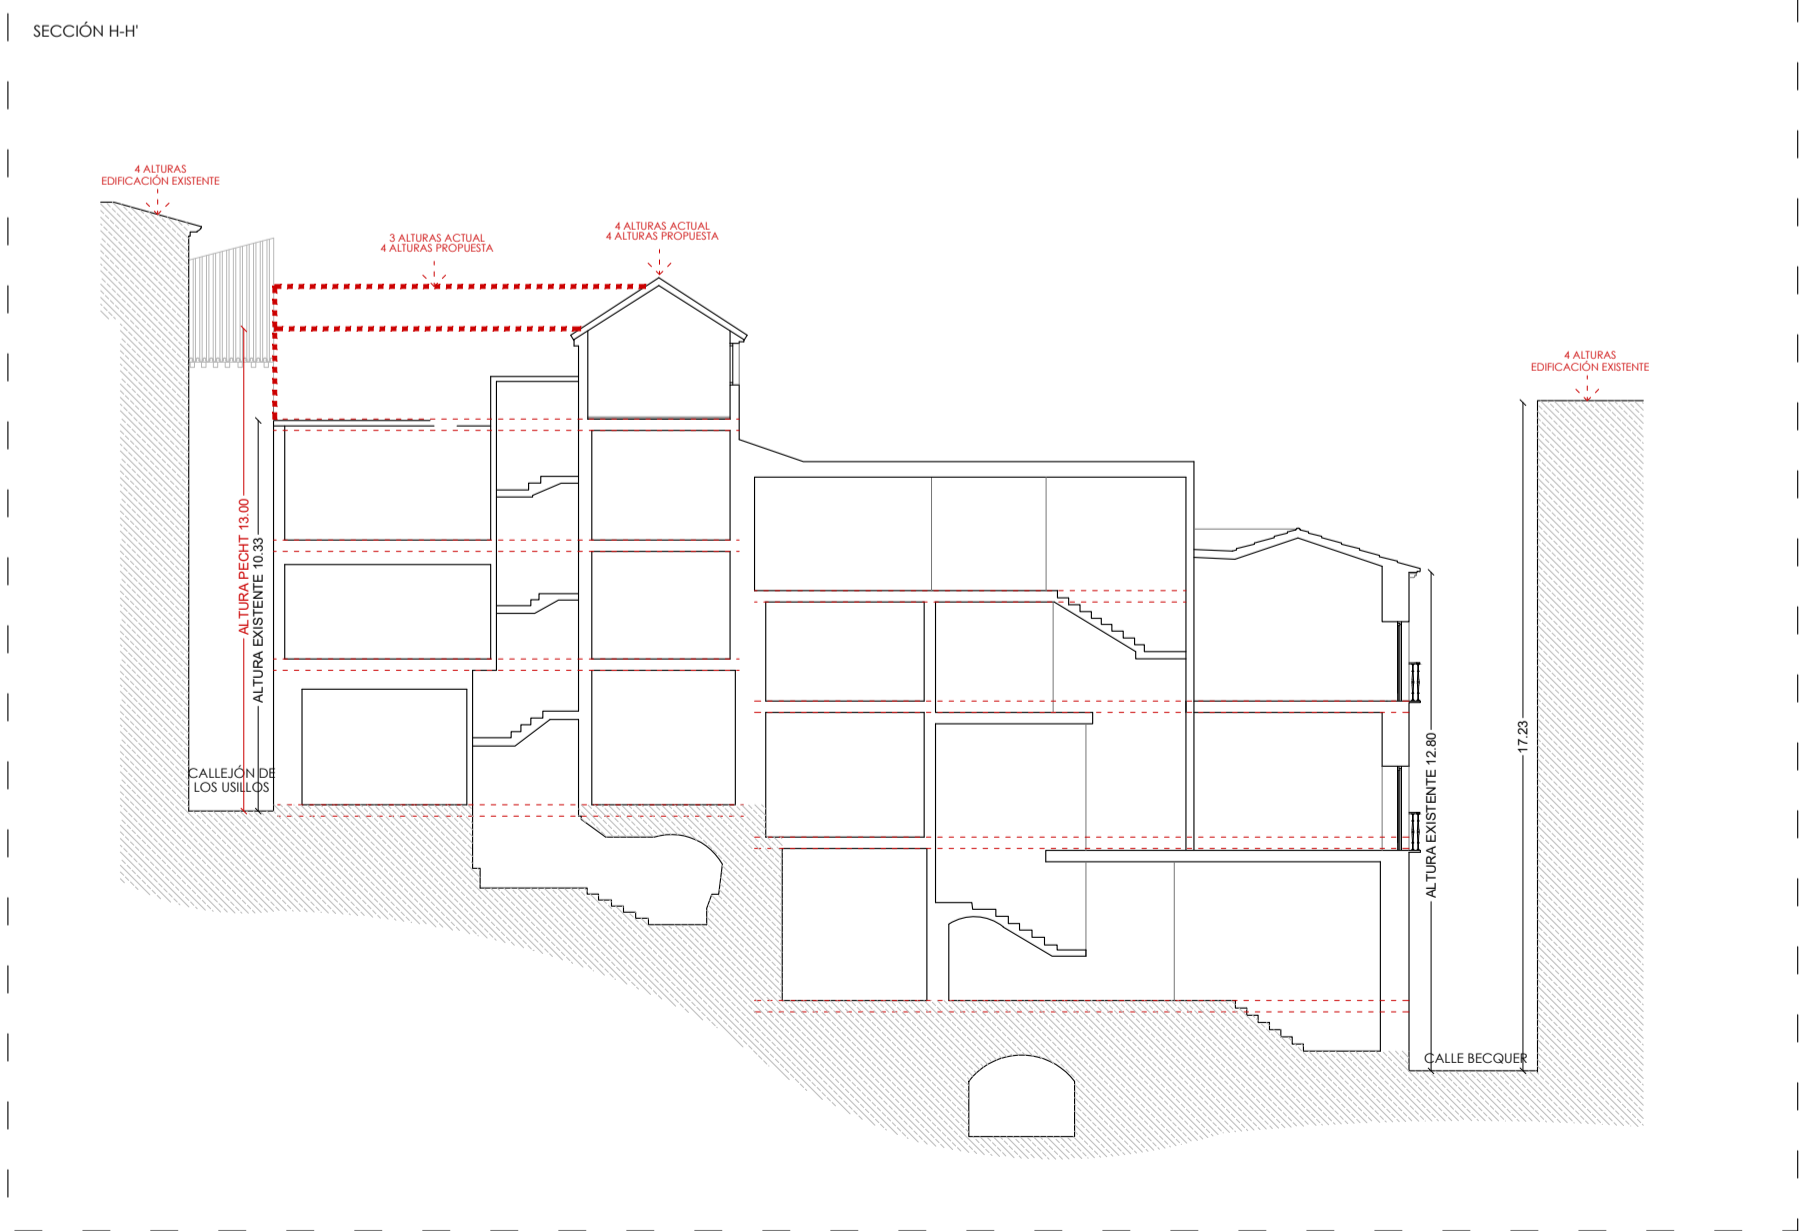 SECCIÓN H-H'
4 ALTURAS
EDIFICACIÓN EXISTENTE
3 ALTURAS ACTUAL
4 ALTURAS PROPUESTA
4 ALTURAS ACTUAL
4 ALTURAS PROPUESTA
4 ALTURAS
EDIFICACIÓN EXISTENTE
ALTURA PECHT 13.00
ALTURA EXISTENTE 10.33
CALLEJÓN DE
LOS USILLOS
ALTURA EXISTENTE 12.80
17.23
CALLE BECQUER